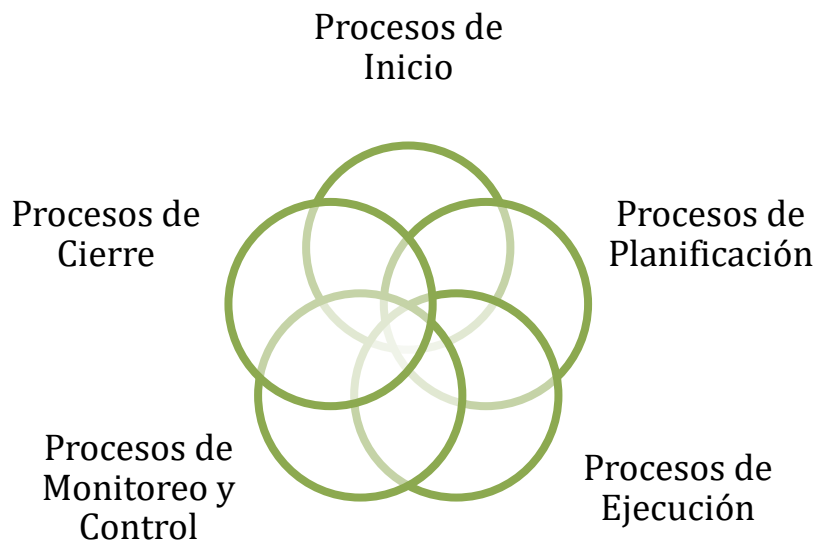 Procesos de
Inicio
Procesos de
Planificación
Procesos de
Ejecución
Procesos de
Monitoreo y
Control
Procesos de
Cierre